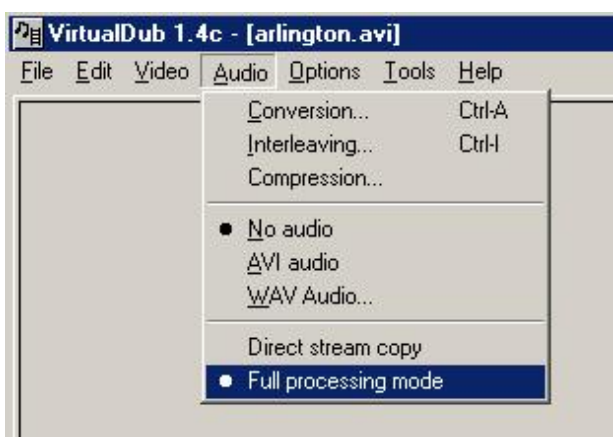 VirtualDub 1.4c - [arlington.avi]
File Edit Video Audio Options Tools Help
Conversion... Ctrl-A
Interleaving... Ctrl-I
Compression...
No audio
AVI audio
WAV Audio...
Direct stream copy
Full processing mode